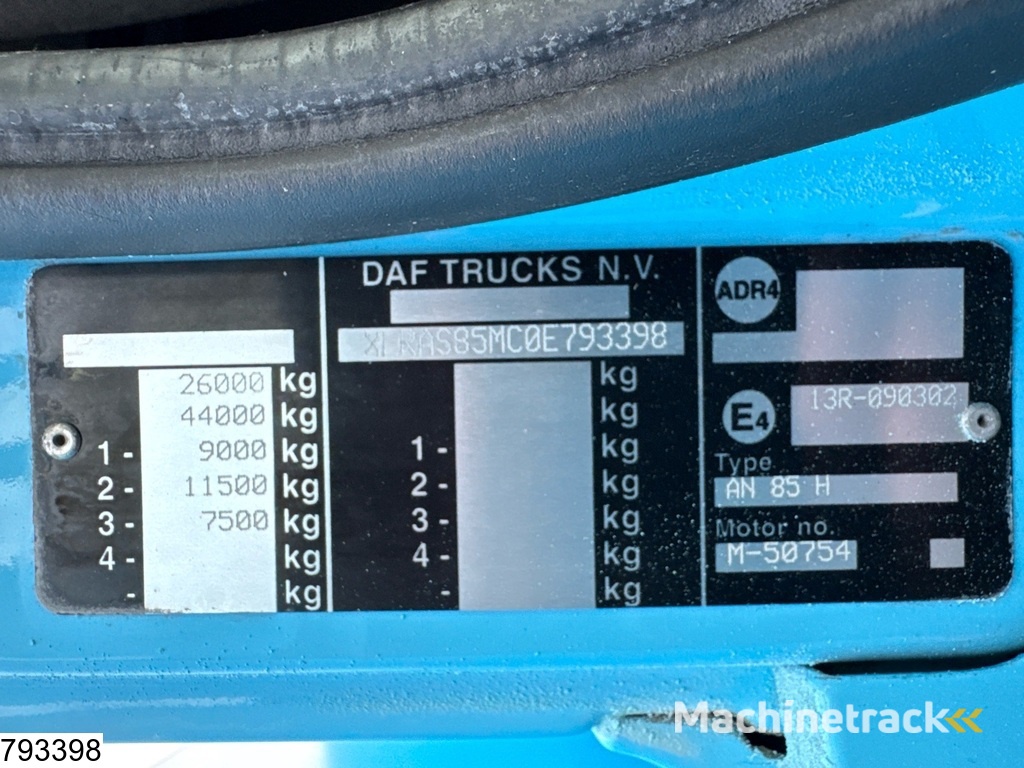 DAF TRUCKS N.V.
XLRAS85MC0E793398
26000 kg
44000 kg
1 - 9000 kg
2 - 11500 kg
3 - 7500 kg
4 - kg
- kg
kg
kg
1 - kg
2 - kg
3 - kg
4 - kg
- kg
ADR4
E4 13R-090302
Type
AN 85 H
Motor no.
M-50754
Machinetrack
793398